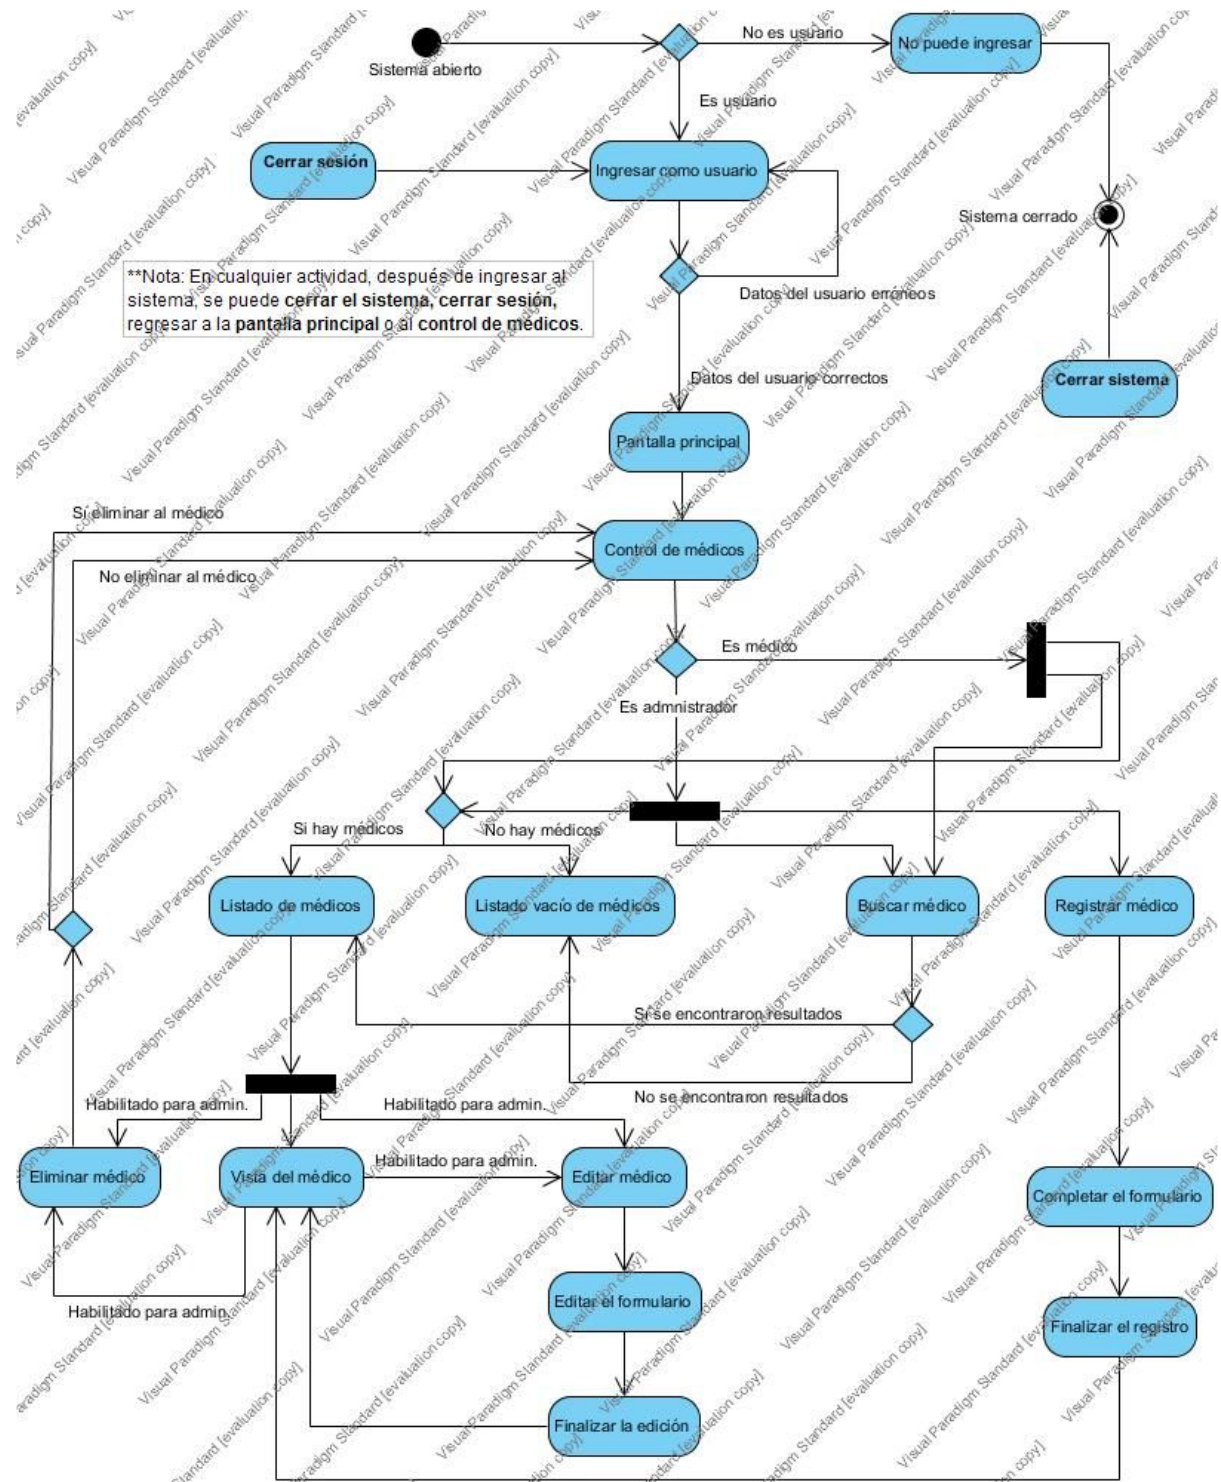 No es usuario
No puede ingresar
Sistema abierto
Es usuario
Cerrar sesión
Ingresar como usuario
Sistema cerrado
**Nota: En cualquier actividad, después de ingresar al
sistema, se puede cerrar el sistema, cerrar sesión,
regresar a la pantalla principal o al control de médicos.
Datos del usuario erróneos
Datos del usuario correctos
Cerrar sistema
Pantalla principal
Sí eliminar al médico
Control de médicos
No eliminar al médico
Es médico
Es admnistrador
Si hay médicos
No hay médicos
Listado de médicos
Listado vacío de médicos
Buscar médico
Registrar médico
Si se encontraron resultados
No se encontraron resultados
Habilitado para admin.
Habilitado para admin.
Eliminar médico
Vista del médico
Habilitado para admin.
Editar médico
Completar el formulario
Habilitado para admin.
Editar el formulario
Finalizar el registro
Finalizar la edición
Visual Paradigm Standard [evaluation copy]